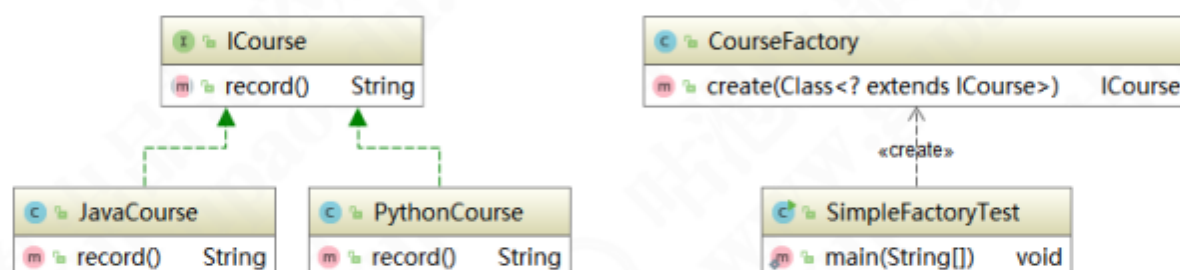 ICourse
record() String
CourseFactory
create(Class<? extends ICourse>) ICourse
«create»
JavaCourse
record() String
PythonCourse
record() String
SimpleFactoryTest
main(String[]) void